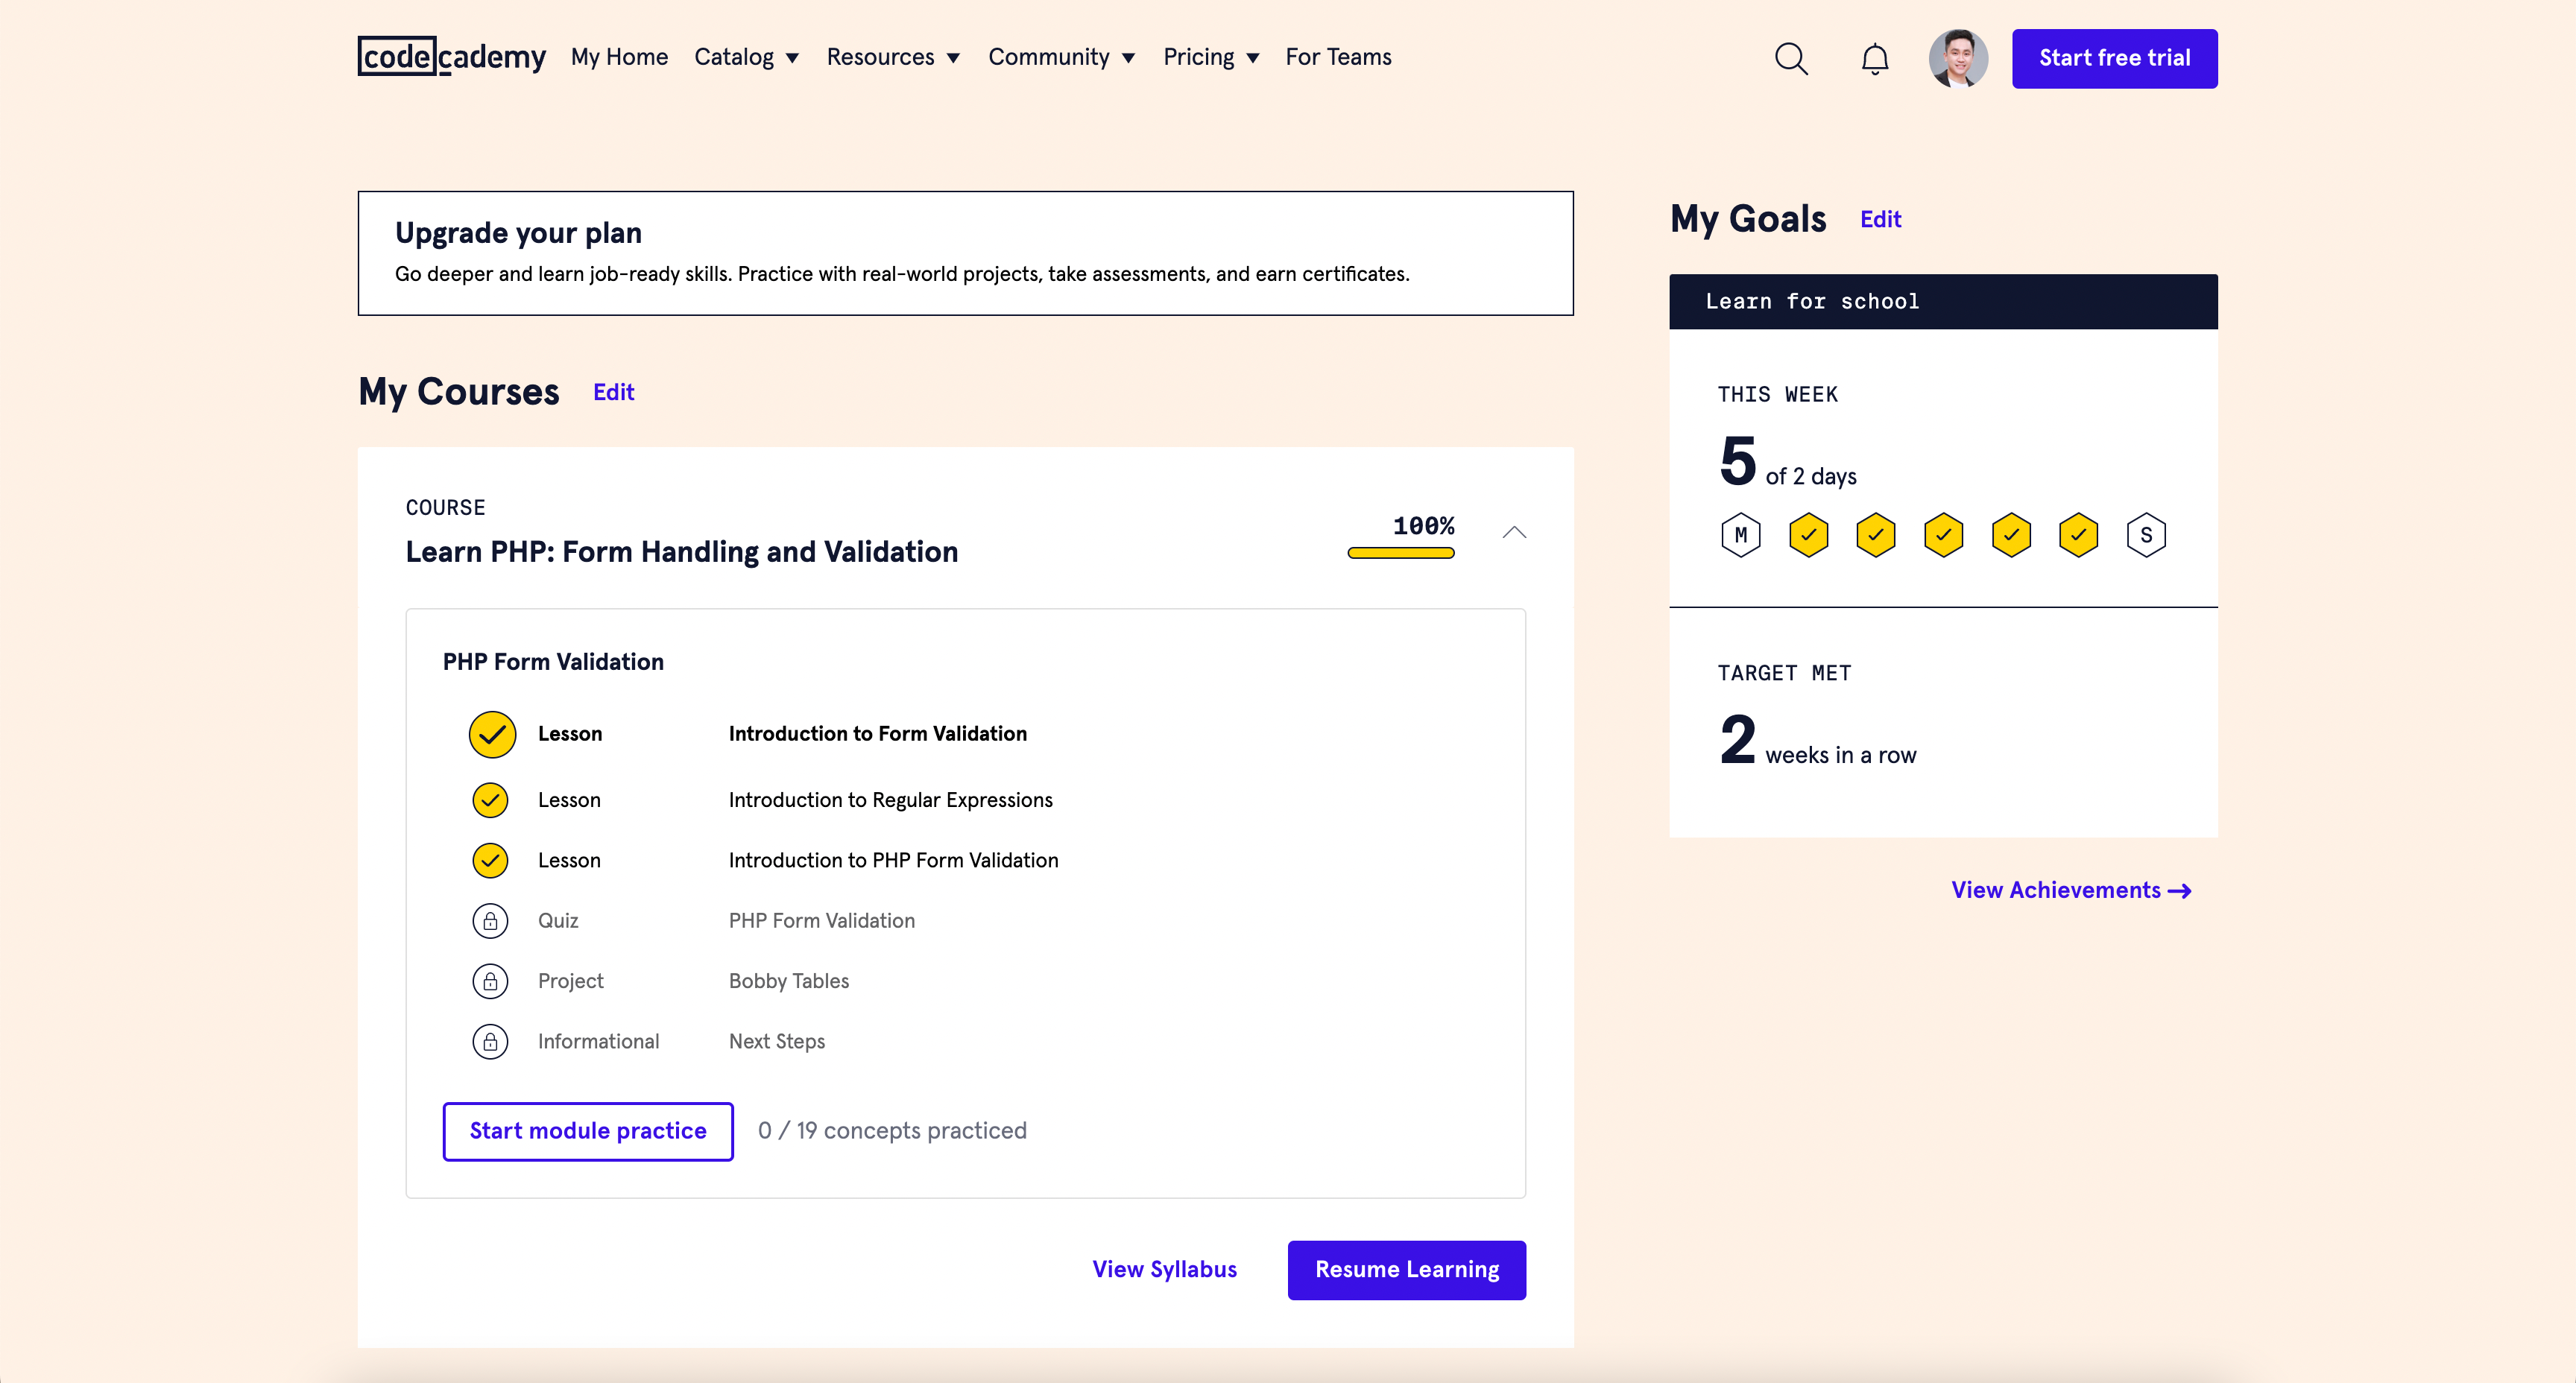 codecademy My Home Catalog Resources Community Pricing For Teams Start free trial
Upgrade your plan
Go deeper and learn job-ready skills. Practice with real-world projects, take assessments, and earn certificates.
My Courses Edit
COURSE
Learn PHP: Form Handling and Validation
100%
PHP Form Validation
Lesson Introduction to Form Validation
Lesson Introduction to Regular Expressions
Lesson Introduction to PHP Form Validation
Quiz PHP Form Validation
Project Bobby Tables
Informational Next Steps
Start module practice 0 / 19 concepts practiced
View Syllabus Resume Learning
My Goals Edit
Learn for school
THIS WEEK
5 of 2 days
M S
TARGET MET
2 weeks in a row
View Achievements